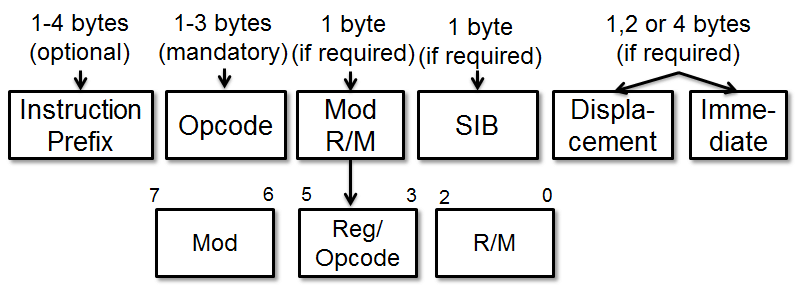 1-4 bytes
(optional)
1-3 bytes
(mandatory)
1 byte
(if required)
1 byte
(if required)
1,2 or 4 bytes
(if required)
Instruction
Prefix
Opcode
Mod
R/M
SIB
Displa-
cement
Imme-
diate
7 6 5 3 2 0
Mod
Reg/
Opcode
R/M